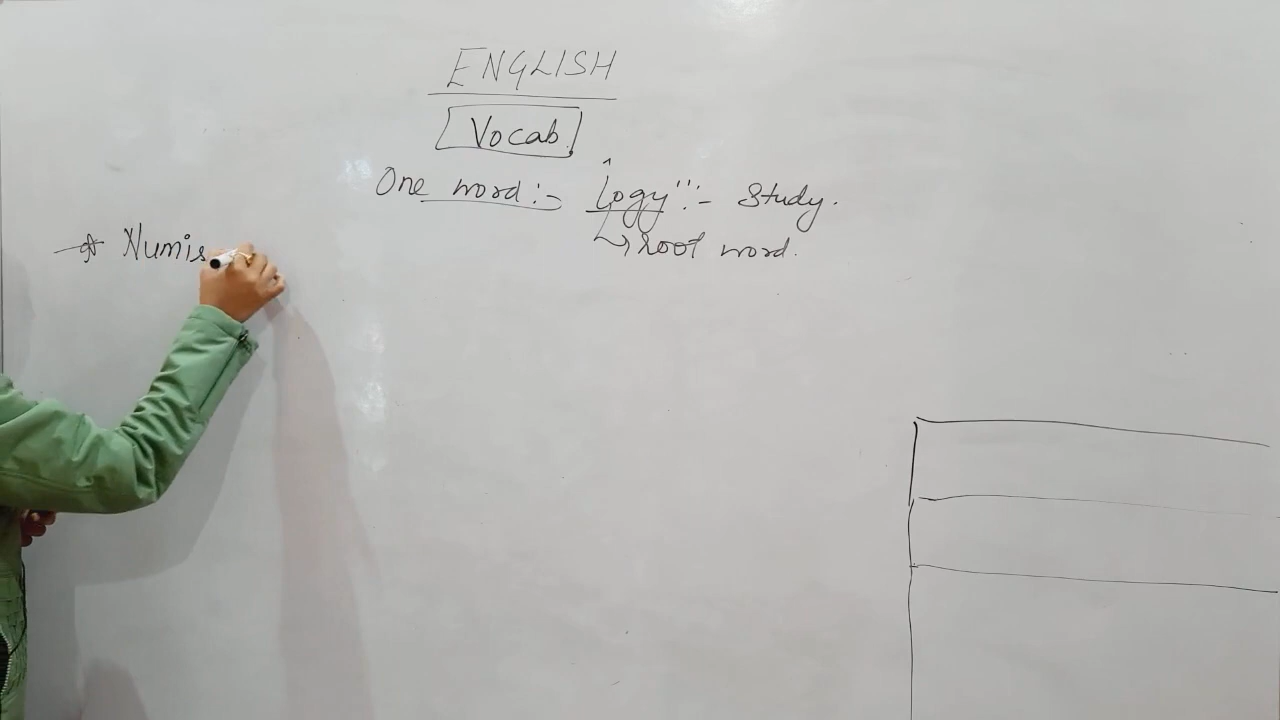 ENGLISH
Vocab
One word :- Logy''' :- Study.
↳ root word.
* Numis